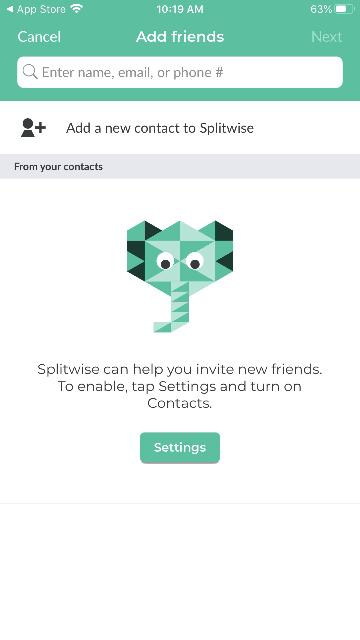 App Store 10:19 AM 63%
Cancel Add friends Next
Enter name, email, or phone #
Add a new contact to Splitwise
From your contacts
Splitwise can help you invite new friends.
To enable, tap Settings and turn on
Contacts.
Settings